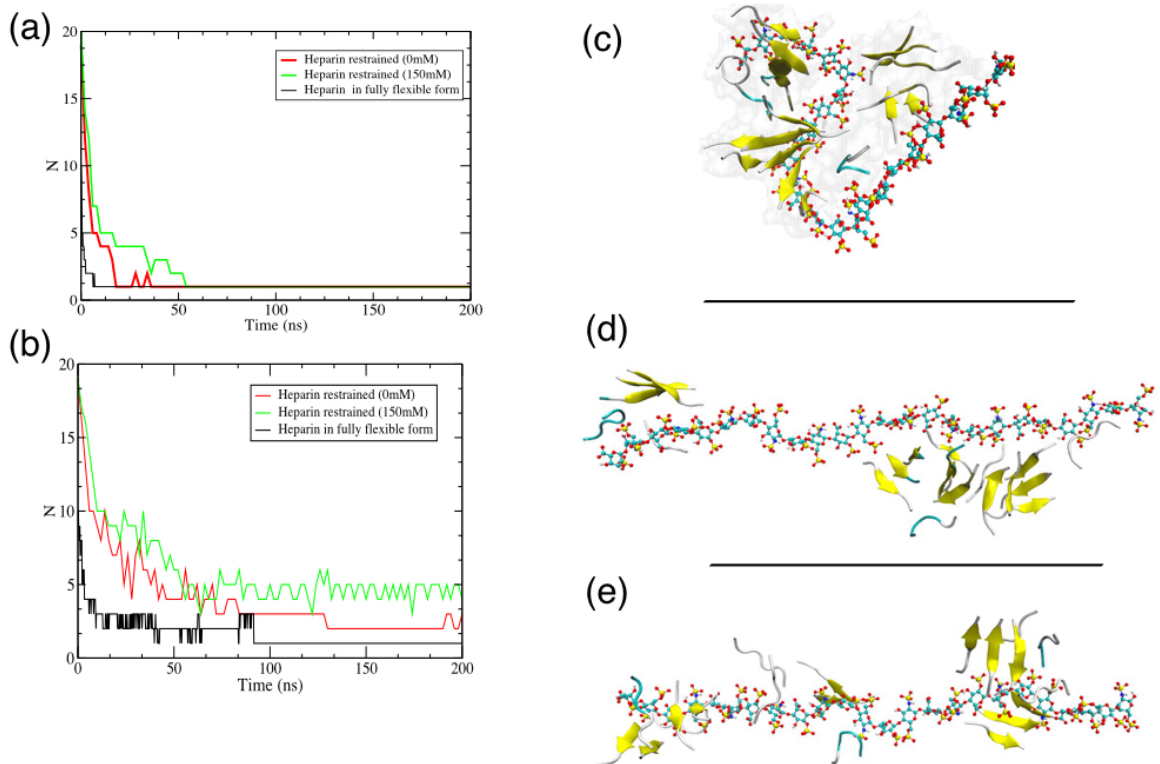 (a)
20
15
N
10
5
0
Heparin restrained (0mM)
Heparin restrained (150mM)
Heparin in fully flexible form
0 50 100 150 200
Time (ns)
(b)
20
15
N
10
5
0
Heparin restrained (0mM)
Heparin restrained (150mM)
Heparin in fully flexible form
0 50 100 150 200
Time (ns)
(c)
(d)
(e)